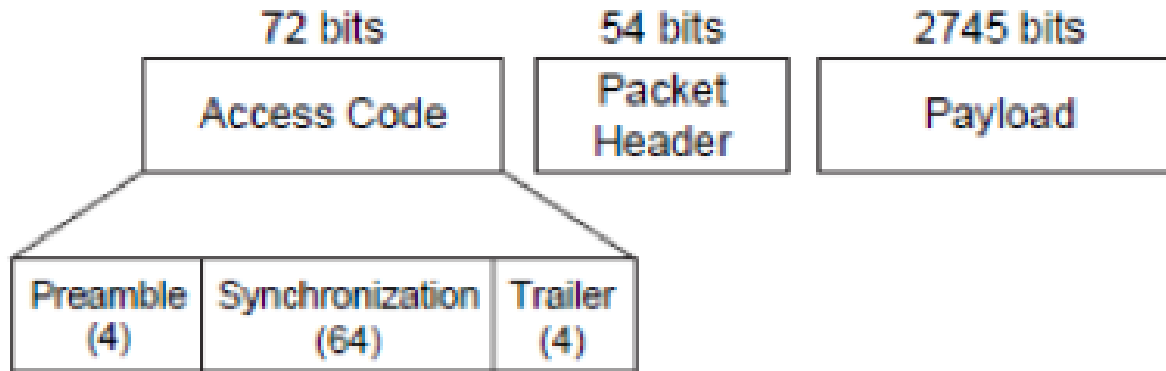 72 bits 54 bits 2745 bits
Access Code
Packet
Header
Payload
Preamble
(4)
Synchronization
(64)
Trailer
(4)